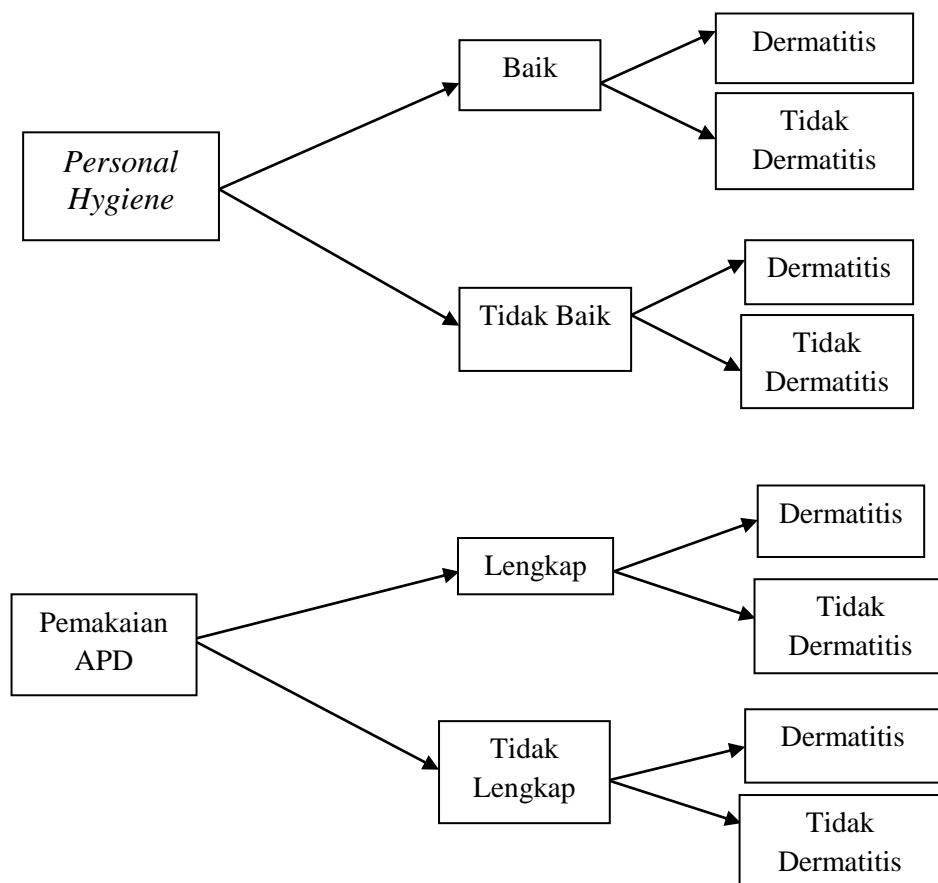 Personal
Hygiene
Baik
Dermatitis
Tidak
Dermatitis
Tidak Baik
Dermatitis
Tidak
Dermatitis
Pemakaian
APD
Lengkap
Dermatitis
Tidak
Dermatitis
Tidak
Lengkap
Dermatitis
Tidak
Dermatitis